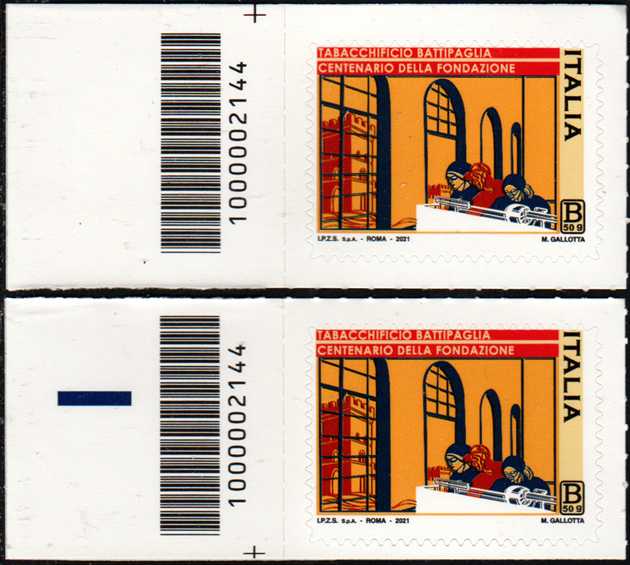 1000002144
TABACCHIFICIO BATTIPAGLIA
CENTENARIO DELLA FONDAZIONE
ITALIA
B
50 g
I.P.Z.S. S.p.A. - ROMA - 2021
M. GALLOTTA
1000002144
TABACCHIFICIO BATTIPAGLIA
CENTENARIO DELLA FONDAZIONE
ITALIA
B
50 g
I.P.Z.S. S.p.A. - ROMA - 2021
M. GALLOTTA